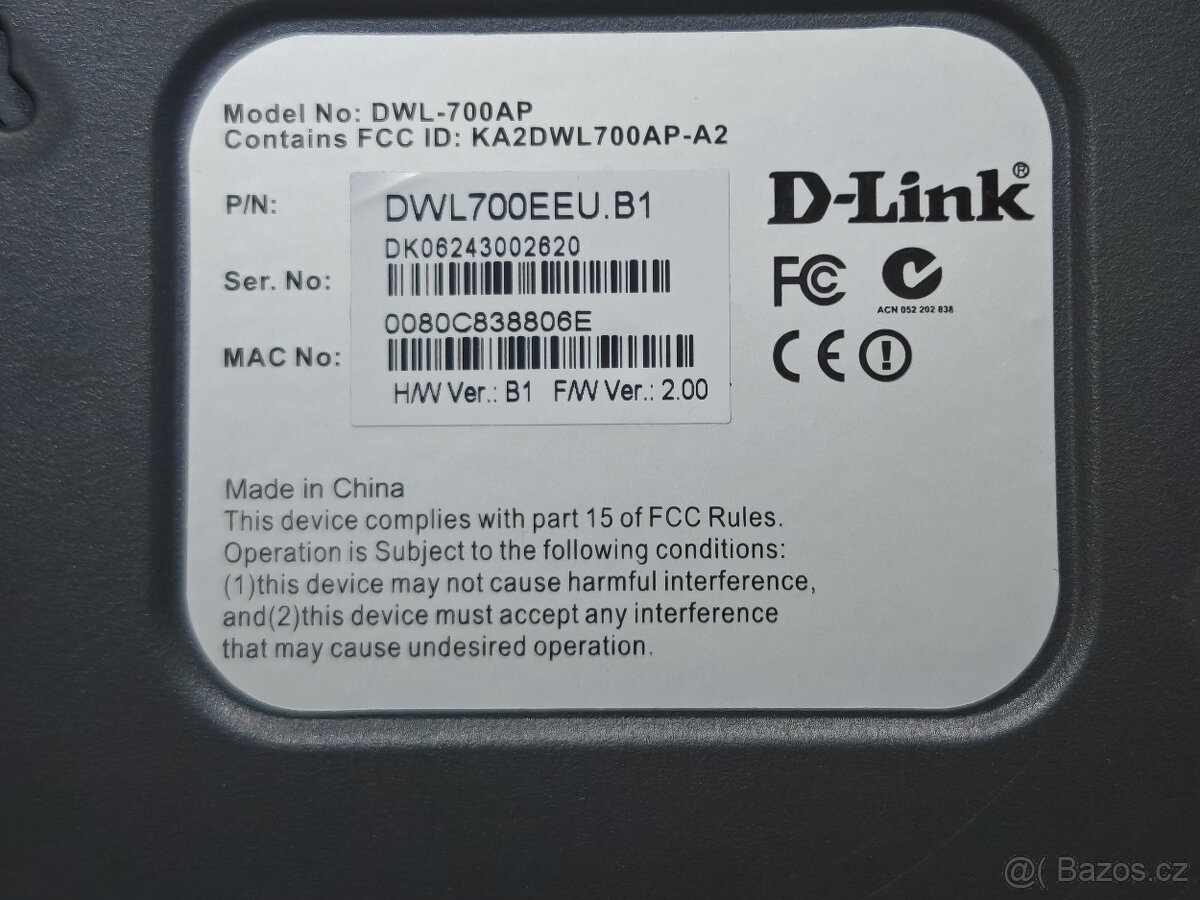 Model No: DWL-700AP
Contains FCC ID: KA2DWL700AP-A2
P/N: DWL700EEU.B1
DK06243002620
Ser. No:
0080C838806E
MAC No:
H/W Ver.: B1 F/W Ver.: 2.00
D-Link®
FC
ACN 052 202 838
CE
Made in China
This device complies with part 15 of FCC Rules.
Operation is Subject to the following conditions:
(1)this device may not cause harmful interference,
and(2)this device must accept any interference
that may cause undesired operation.
@( Bazos.cz